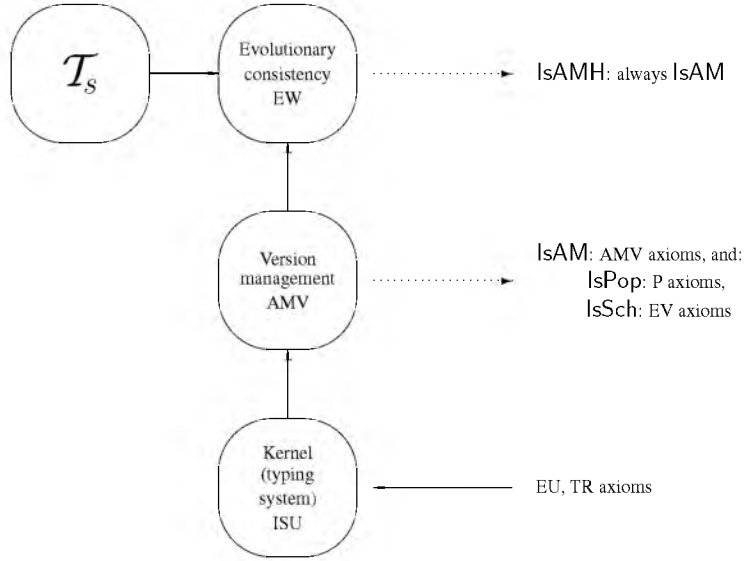 𝒯s
Evolutionary
consistency
EW
IsAMH: always IsAM
Version
management
AMV
IsAM: AMV axioms, and:
IsPop: P axioms,
IsSch: EV axioms
Kernel
(typing
system)
ISU
EU, TR axioms